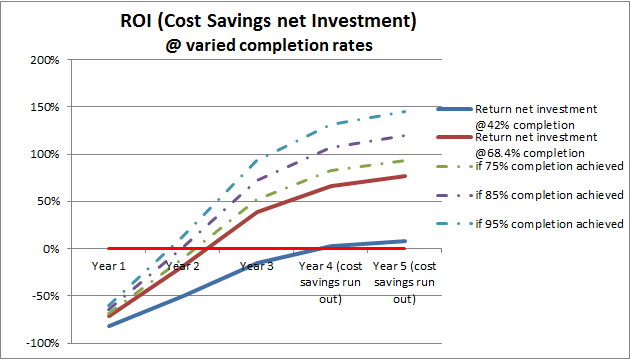 ROI (Cost Savings net Investment)
@ varied completion rates
200%
150%
100%
50%
0%
-50%
-100%
Year 1
Year 2
Year 3
Year 4 (cost
savings run
out)
Year 5 (cost
savings run
out)
Return net investment
@42% completion
Return net investment
@68.4% completion
if 75% completion achieved
if 85% completion achieved
if 95% completion achieved